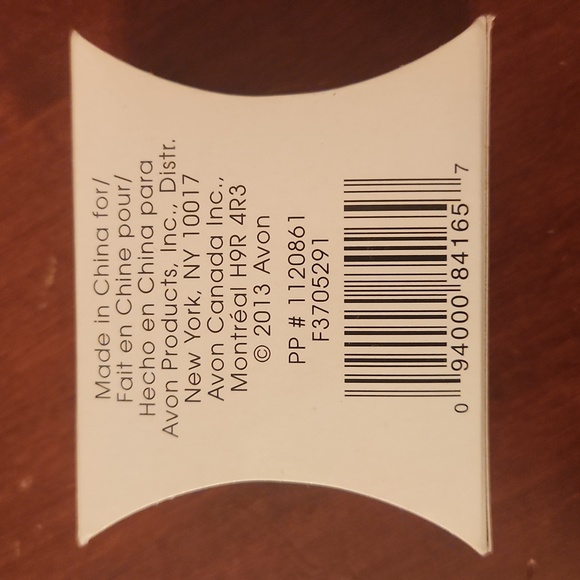 Made in China for/
Fait en Chine pour/
Hecho en China para
Avon Products, Inc., Distr.
New York, NY 10017
Avon Canada Inc.,
Montréal H9R 4R3
© 2013 Avon
PP # 1120861
F3705291
0 94000 84165 7